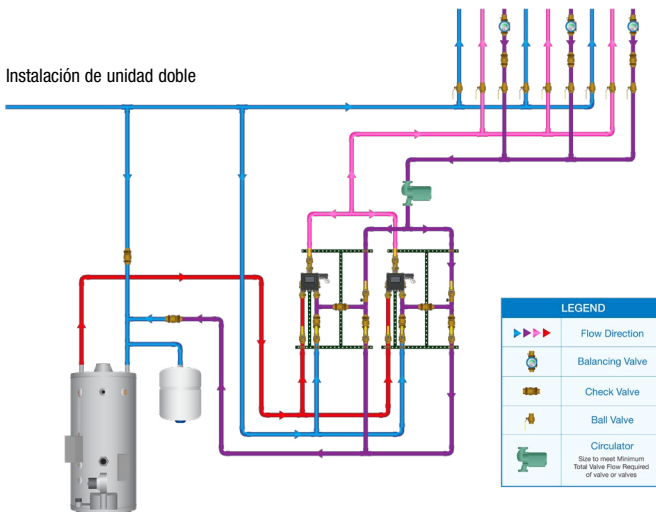 Instalación de unidad doble
LEGEND
Flow Direction
Balancing Valve
Check Valve
Ball Valve
Circulator
Size to meet Minimum
Total Valve Flow Required
of valve or valves